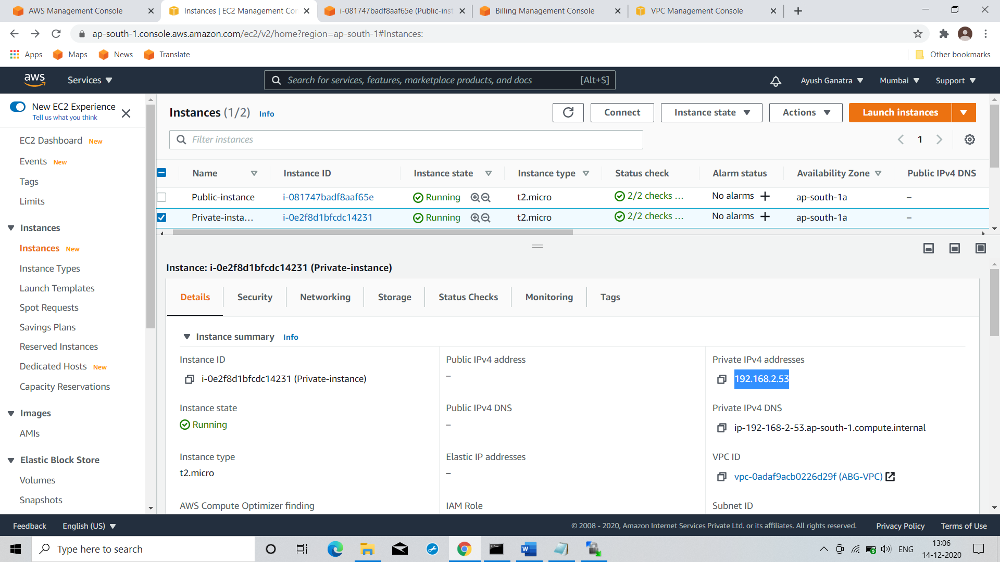 AWS Management Console
Instances | EC2 Management Con
i-081747badf8aaf65e (Public-inst
Billing Management Console
VPC Management Console
ap-south-1.console.aws.amazon.com/ec2/v2/home?region=ap-south-1#Instances:
Apps
Maps
News
Translate
Other bookmarks
aws
Services
Search for services, features, marketplace products, and docs
[Alt+S]
Ayush Ganatra
Mumbai
Support
New EC2 Experience
Tell us what you think
EC2 Dashboard New
Events New
Tags
Limits
Instances
Instances New
Instance Types
Launch Templates
Spot Requests
Savings Plans
Reserved Instances
Dedicated Hosts New
Capacity Reservations
Images
AMIs
Elastic Block Store
Volumes
Snapshots
Instances (1/2) Info
Connect
Instance state
Actions
Launch instances
Filter instances
1
Name
Instance ID
Instance state
Instance type
Status check
Alarm status
Availability Zone
Public IPv4 DNS
Public-instance i-081747badf8aaf65e Running t2.micro 2/2 checks ... No alarms + ap-south-1a –
Private-insta... i-0e2f8d1bfcdc14231 Running t2.micro 2/2 checks ... No alarms + ap-south-1a –
Instance: i-0e2f8d1bfcdc14231 (Private-instance)
Details
Security
Networking
Storage
Status Checks
Monitoring
Tags
Instance summary Info
Instance ID
i-0e2f8d1bfcdc14231 (Private-instance)
Public IPv4 address
–
Private IPv4 addresses
192.168.2.53
Instance state
Running
Public IPv4 DNS
–
Private IPv4 DNS
ip-192-168-2-53.ap-south-1.compute.internal
Instance type
t2.micro
Elastic IP addresses
–
VPC ID
vpc-0adaf9acb0226d29f (ABG-VPC)
AWS Compute Optimizer finding
IAM Role
Subnet ID
Feedback
English (US)
© 2008 - 2020, Amazon Internet Services Private Ltd. or its affiliates. All rights reserved.
Privacy Policy
Terms of Use
Type here to search
ENG
13:06
14-12-2020